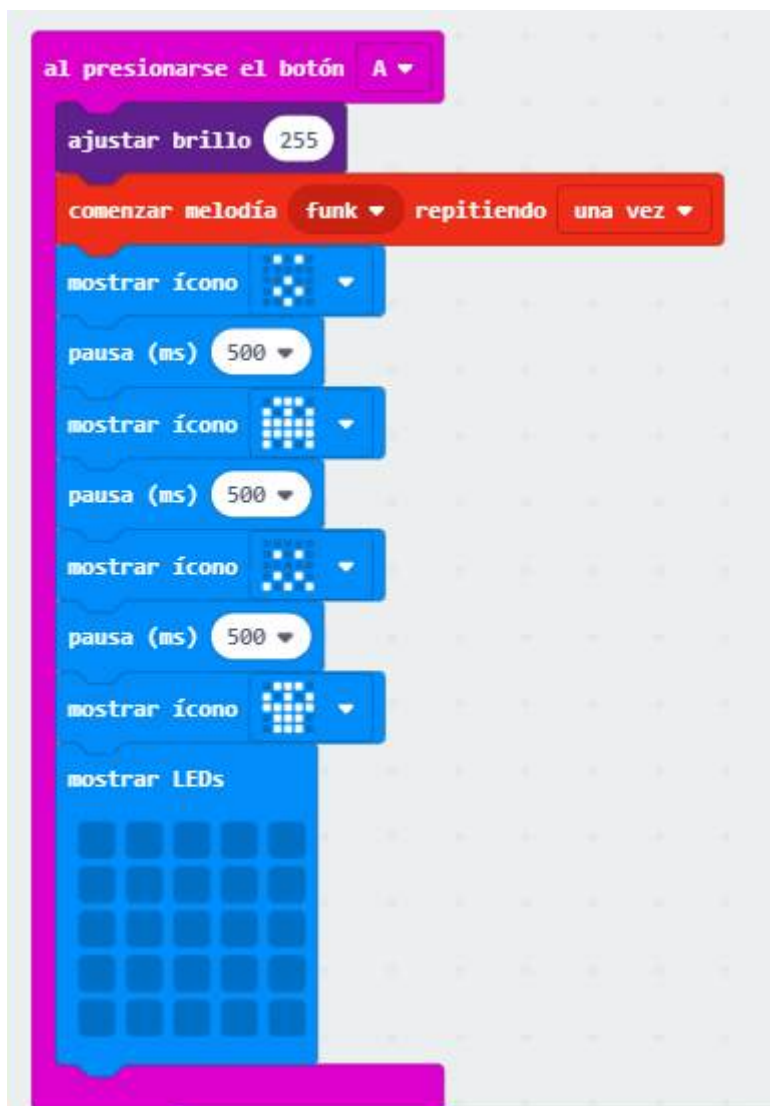 al presionarse el botón A
ajustar brillo 255
comenzar melodía funk repitiendo una vez
mostrar ícono
pausa (ms) 500
mostrar ícono
pausa (ms) 500
mostrar ícono
pausa (ms) 500
mostrar ícono
mostrar LEDs